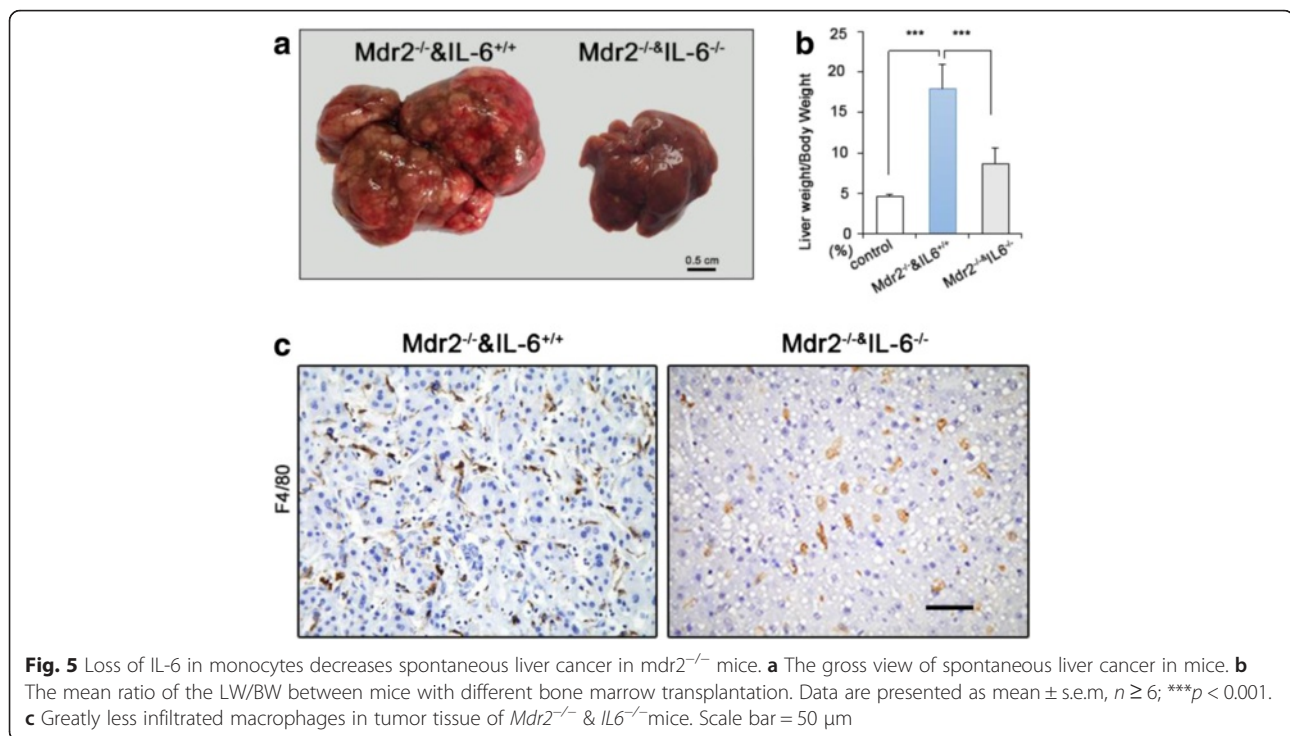 a
Mdr2-/-&IL-6+/+ Mdr2-/-&IL-6-/-
0.5 cm
b
*** ***
Liver weight/Body Weight
(%)
25
20
15
10
5
0
control
Mdr2-/-&IL6+/+
Mdr2-/-&IL6-/-
c
Mdr2-/-&IL-6+/+ Mdr2-/-&IL-6-/-
F4/80
Fig. 5 Loss of IL-6 in monocytes decreases spontaneous liver cancer in mdr2−/− mice. a The gross view of spontaneous liver cancer in mice. b
The mean ratio of the LW/BW between mice with different bone marrow transplantation. Data are presented as mean ± s.e.m, n ≥ 6; ***p < 0.001.
c Greatly less infiltrated macrophages in tumor tissue of Mdr2−/− & IL6−/−mice. Scale bar = 50 μm